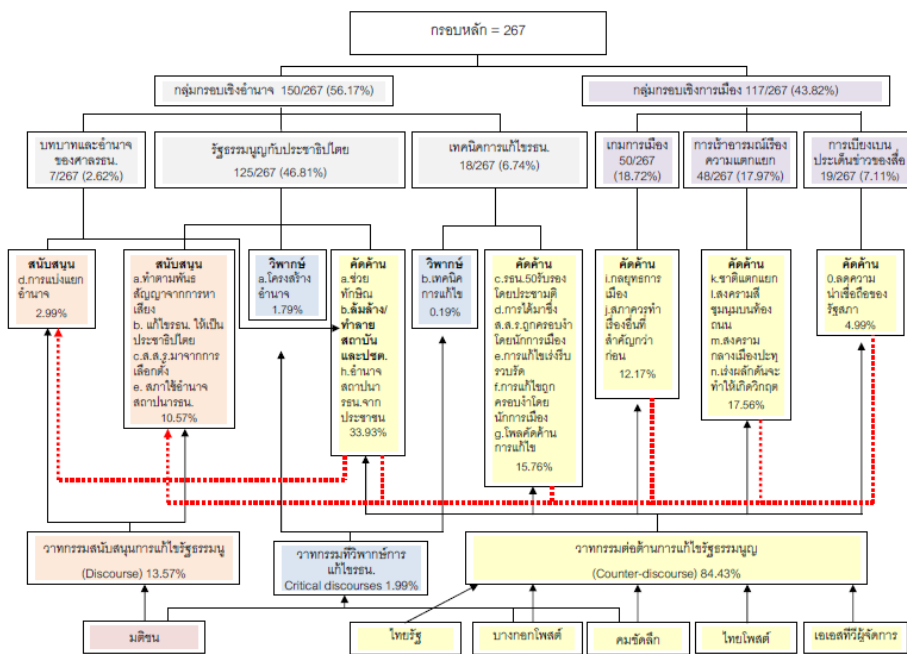 กรอบหลัก = 267
กลุ่มกรอบเชิงอำนาจ 150/267 (56.17%)
กลุ่มกรอบเชิงการเมือง 117/267 (43.82%)
บทบาทและอำนาจ
ของศาลรธน.
7/267 (2.62%)
รัฐธรรมนูญกับประชาธิปไตย
125/267 (46.81%)
เทคนิคการแก้ไขรธน.
18/267 (6.74%)
เกมการเมือง
50/267
(18.72%)
การเร้าอารมณ์เรื่อง
ความแตกแยก
48/267 (17.97%)
การเบี่ยงเบน
ประเด็นข่าวของสื่อ
19/267 (7.11%)
สนับสนุน
d.การแบ่งแยก
อำนาจ
2.99%
สนับสนุน
a.ทำตามพันธ
สัญญาจากการหา
เสียง
b. แก้ไขรธน. ให้เป็น
ประชาธิปไตย
c.ส.ส.ร.มาจากการ
เลือกตั้ง
e. สภาใช้อำนาจ
สถาปนารธน.
10.57%
วิพากษ์
a.โครงสร้าง
อำนาจ
1.79%
คัดค้าน
a.ช่วย
ทักษิณ
b.ล้มล้าง/
ทำลาย
สถาบัน
และปชต.
h.อำนาจ
สถาปนา
รธน.จาก
ประชาชน
33.93%
วิพากษ์
b.เทคนิค
การแก้ไข
0.19%
คัดค้าน
c.รธน.50รับรอง
โดยประชามติ
d.การได้มาซึ่ง
ส.ส.ร.ถูกครอบงำ
โดยนักการเมือง
e.การแก้ไขเร่งรีบ
รวบรัด
f.การแก้ไขถูก
ครอบงำโดย
นักการเมือง
g.โพลคัดค้าน
การแก้ไข
15.76%
คัดค้าน
i.กลยุทธการ
เมือง
j.สภาควรทำ
เรื่องอื่นที่
สำคัญกว่า
ก่อน
12.17%
คัดค้าน
k.ชาติแตกแยก
l.สงครามสี
ชุมนุมบนท้อง
ถนน
m.สงคราม
กลางเมืองปะทุ
n.เร่งผลักดันจะ
ทำให้เกิดวิกฤต
17.56%
คัดค้าน
0.ลดความ
น่าเชื่อถือของ
รัฐสภา
4.99%
วาทกรรมสนับสนุนการแก้ไขรัฐธรรมนู
(Discourse) 13.57%
วาทกรรมที่วิพากษ์การ
แก้ไขรธน.
Critical discourses 1.99%
วาทกรรมต่อต้านการแก้ไขรัฐธรรมนูญ
(Counter-discourse) 84.43%
มติชน
ไทยรัฐ
บางกอกโพสต์
คมชัดลึก
ไทยโพสต์
เอเอสทีวีผู้จัดการ